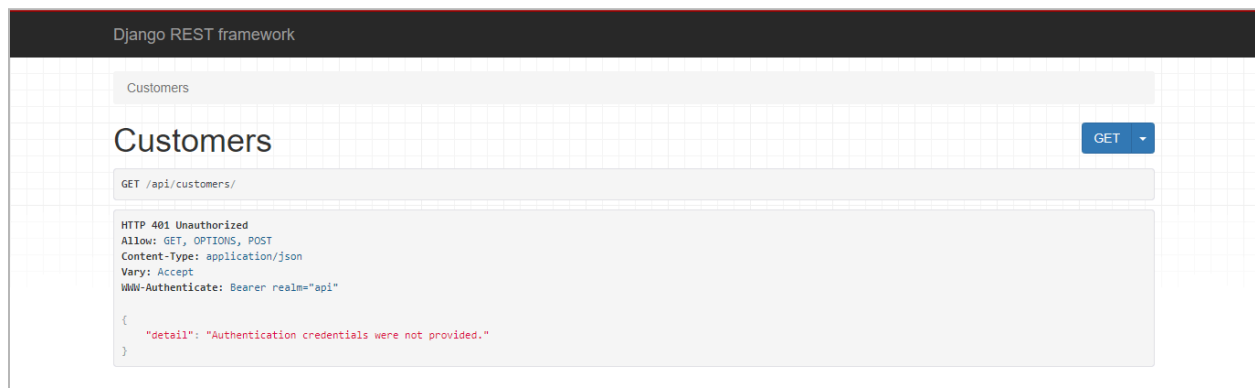 Django REST framework
Customers
Customers
GET
GET /api/customers/
HTTP 401 Unauthorized
Allow: GET, OPTIONS, POST
Content-Type: application/json
Vary: Accept
WWW-Authenticate: Bearer realm="api"
{
"detail": "Authentication credentials were not provided."
}